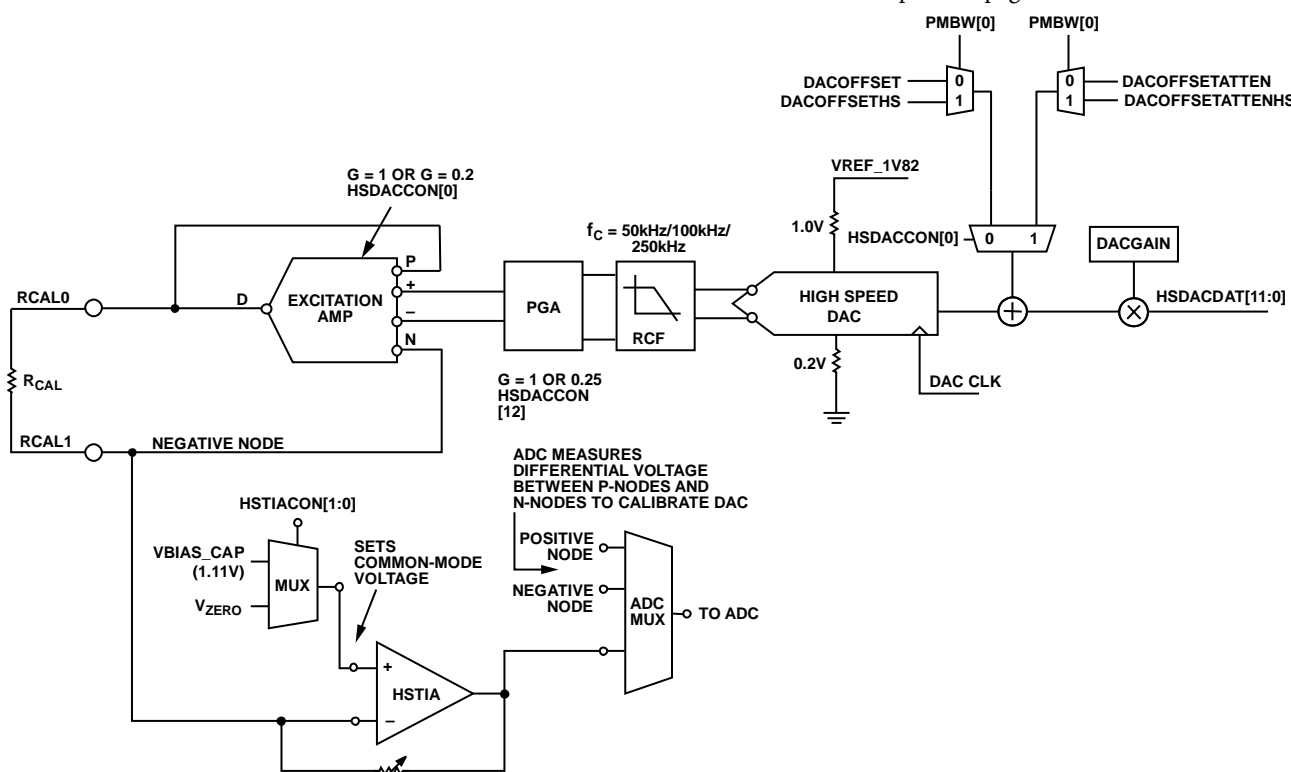 PMBW[0]
PMBW[0]
DACOFFSET
DACOFFSETHS
0
1
0
1
DACOFFSETATTEN
DACOFFSETATTENHS
G = 1 OR G = 0.2
HSDACCON[0]
VREF_1V82
1.0V
fC = 50kHz/100kHz/
250kHz
HSDACCON[0]
0
1
DACGAIN
P
+
–
N
D
EXCITATION
AMP
PGA
RCF
HIGH SPEED
DAC
+
×
HSDACDAT[11:0]
RCAL0
RCAL
RCAL1
NEGATIVE NODE
G = 1 OR 0.25
HSDACCON
[12]
0.2V
DAC CLK
ADC MEASURES
DIFFERENTIAL VOLTAGE
BETWEEN P-NODES AND
N-NODES TO CALIBRATE DAC
HSTIACON[1:0]
VBIAS_CAP
(1.11V)
VZERO
MUX
SETS
COMMON-MODE
VOLTAGE
POSITIVE
NODE
NEGATIVE
NODE
ADC
MUX
TO ADC
+
–
HSTIA